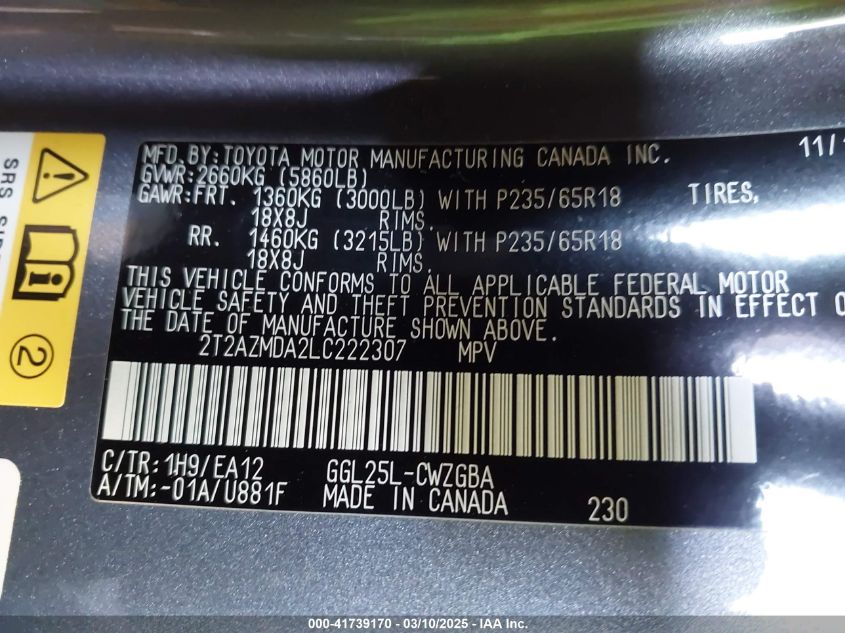 MFD. BY: TOYOTA MOTOR MANUFACTURING CANADA INC. 11/
GVWR: 2660KG (5860LB)
GAWR: FRT. 1360KG (3000LB) WITH P235/65R18 TIRES,
18X8J RIMS.
RR. 1460KG (3215LB) WITH P235/65R18
18X8J RIMS.
THIS VEHICLE CONFORMS TO ALL APPLICABLE FEDERAL MOTOR
VEHICLE SAFETY AND THEFT PREVENTION STANDARDS IN EFFECT O
THE DATE OF MANUFACTURE SHOWN ABOVE.
2T2AZMDA2LC222307 MPV
C/TR: 1H9/EA12 GGL25L-CWZGBA
A/TM: -01A/U881F MADE IN CANADA 230
SRS
2
000-41739170 — 03/10/2025 — IAA Inc.